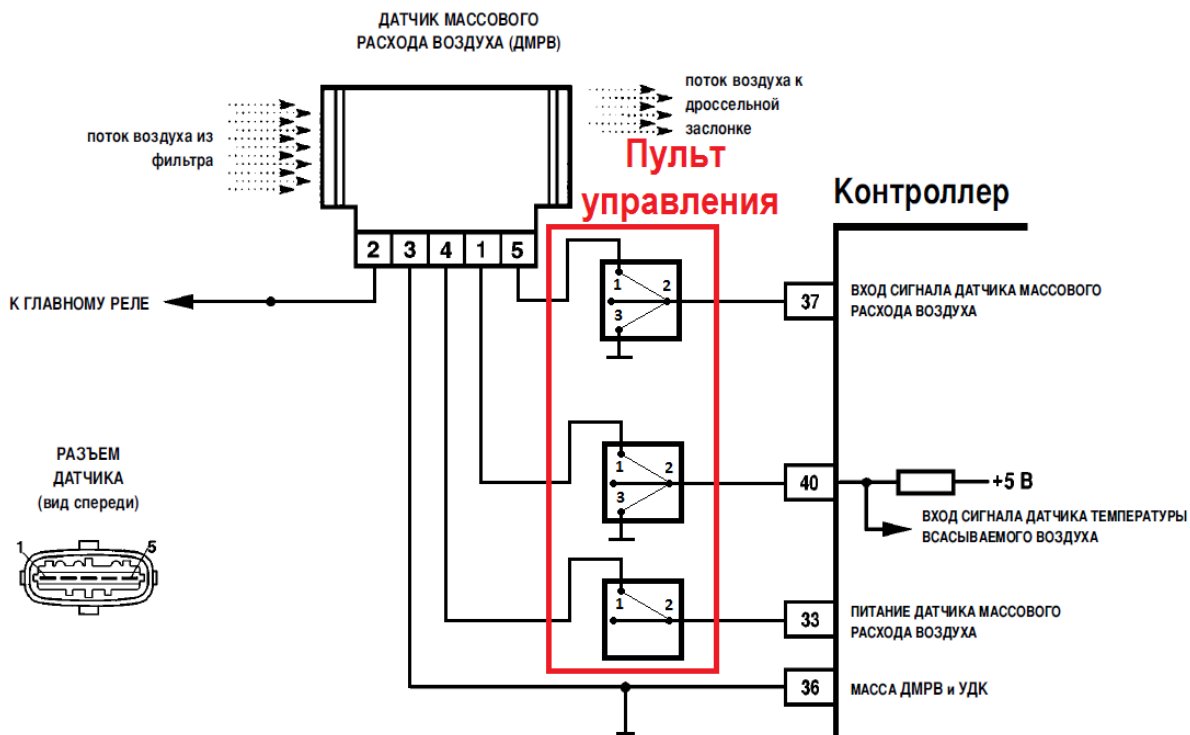 ДАТЧИК МАССОВОГО
РАСХОДА ВОЗДУХА (ДМРВ)
поток воздуха из
фильтра
поток воздуха к
дроссельной
заслонке
Пульт
управления
Контроллер
2 3 4 1 5
К ГЛАВНОМУ РЕЛЕ
1 2
3
37
ВХОД СИГНАЛА ДАТЧИКА МАССОВОГО
РАСХОДА ВОЗДУХА
РАЗЪЕМ
ДАТЧИКА
(вид спереди)
1 5
1 2
3
40
+5 В
ВХОД СИГНАЛА ДАТЧИКА ТЕМПЕРАТУРЫ
ВСАСЫВАЕМОГО ВОЗДУХА
1 2
33
ПИТАНИЕ ДАТЧИКА МАССОВОГО
РАСХОДА ВОЗДУХА
36
МАССА ДМРВ и УДК